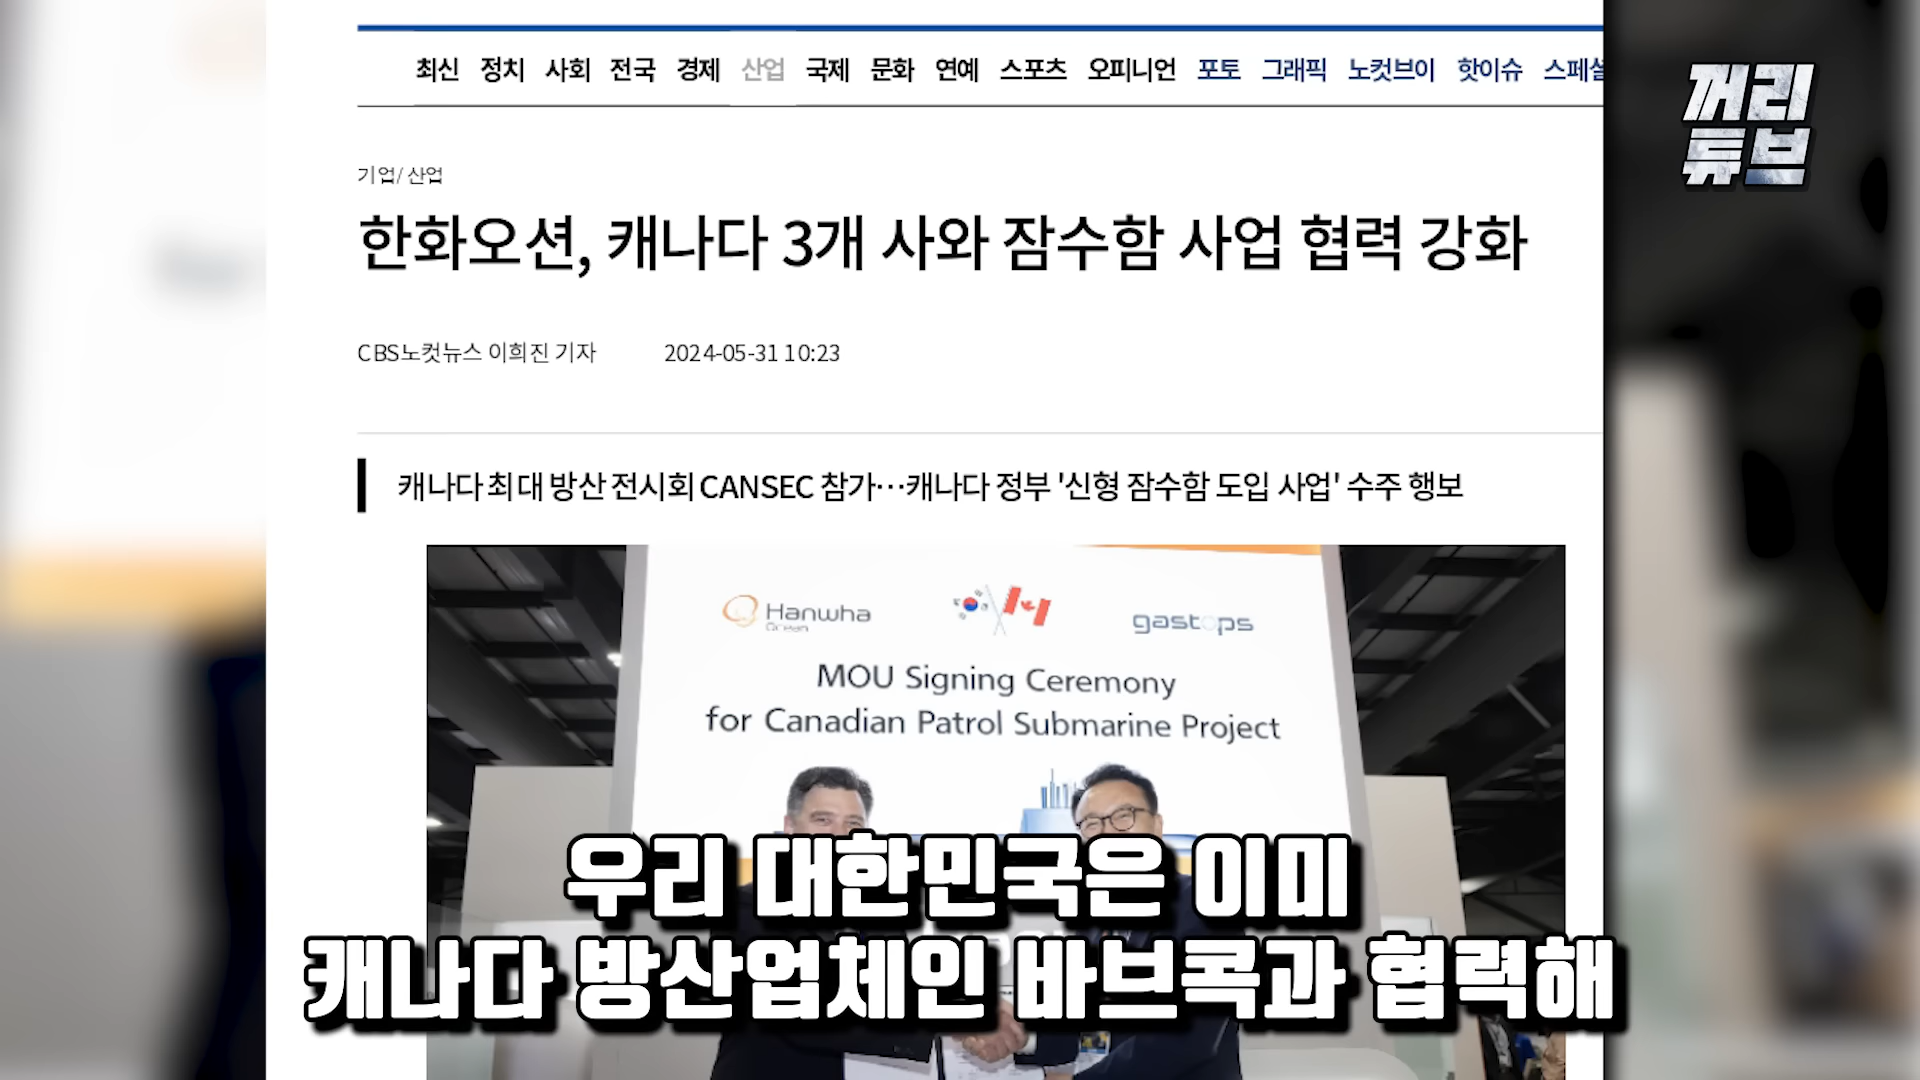 최신 정치 사회 전국 경제 산업 국제 문화 연예 스포츠 오피니언 포토 그래픽 노컷브이 핫이슈 스페셜
꺼리
튜브
기업/ 산업
한화오션, 캐나다 3개 사와 잠수함 사업 협력 강화
CBS노컷뉴스 이희진 기자 2024-05-31 10:23
캐나다 최대 방산 전시회 CANSEC 참가…캐나다 정부 '신형 잠수함 도입 사업' 수주 행보
Hanwha
Ocean
gastops
MOU Signing Ceremony
for Canadian Patrol Submarine Project
우리 대한민국은 이미
캐나다 방산업체인 바브콕과 협력해